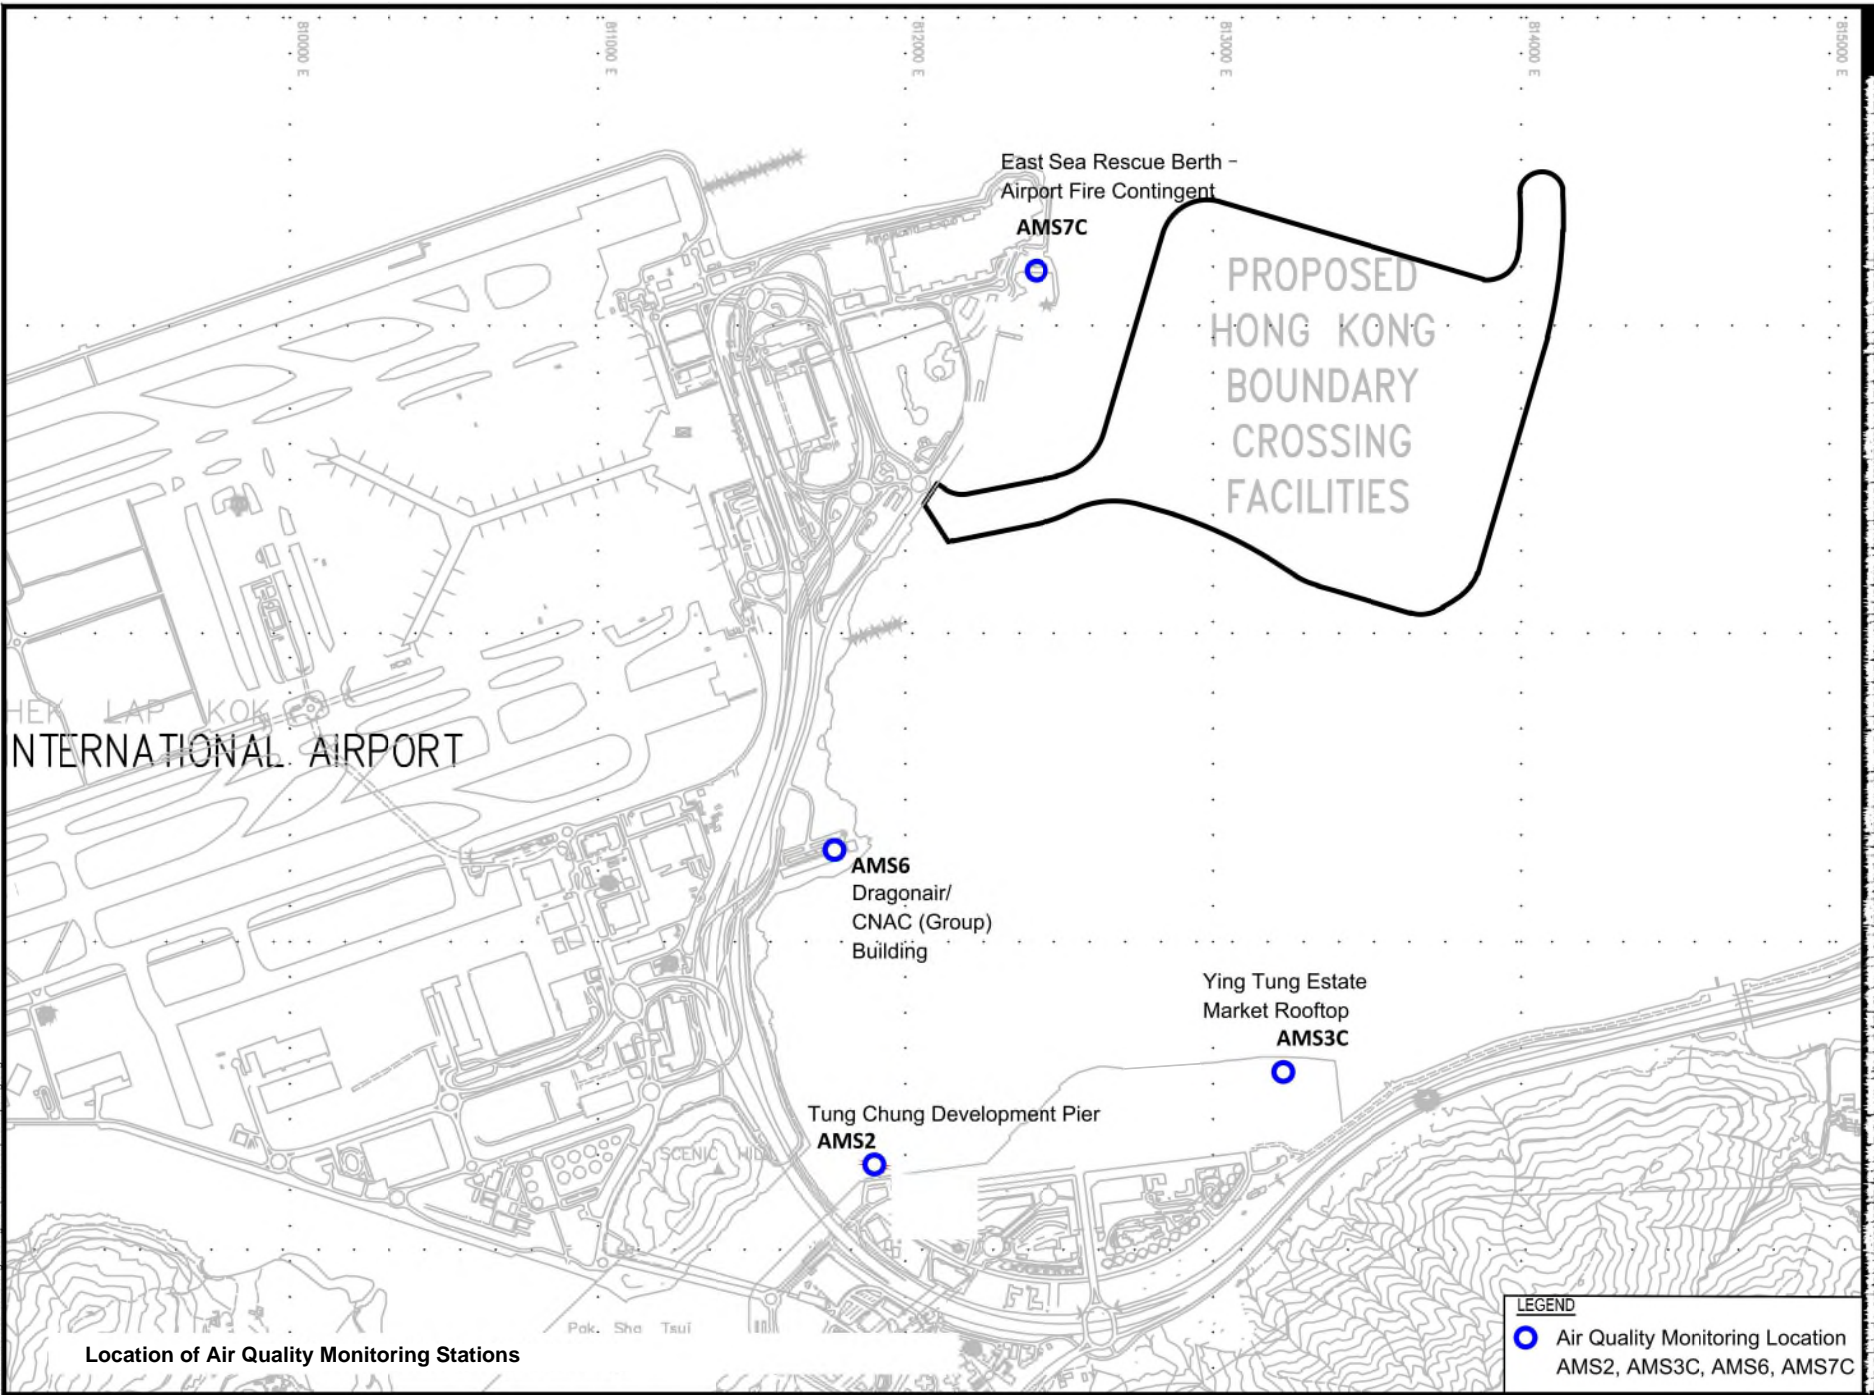 810000 E
811000 E
812000 E
813000 E
814000 E
815000 E
East Sea Rescue Berth -
Airport Fire Contingent
AMS7C
PROPOSED
HONG KONG
BOUNDARY
CROSSING
FACILITIES
HEK LAP KOK
INTERNATIONAL AIRPORT
AMS6
Dragonair/
CNAC (Group)
Building
Ying Tung Estate
Market Rooftop
AMS3C
Tung Chung Development Pier
AMS2
SCENIC HILL
Pak Sha Tsui
Location of Air Quality Monitoring Stations
LEGEND
Air Quality Monitoring Location
AMS2, AMS3C, AMS6, AMS7C